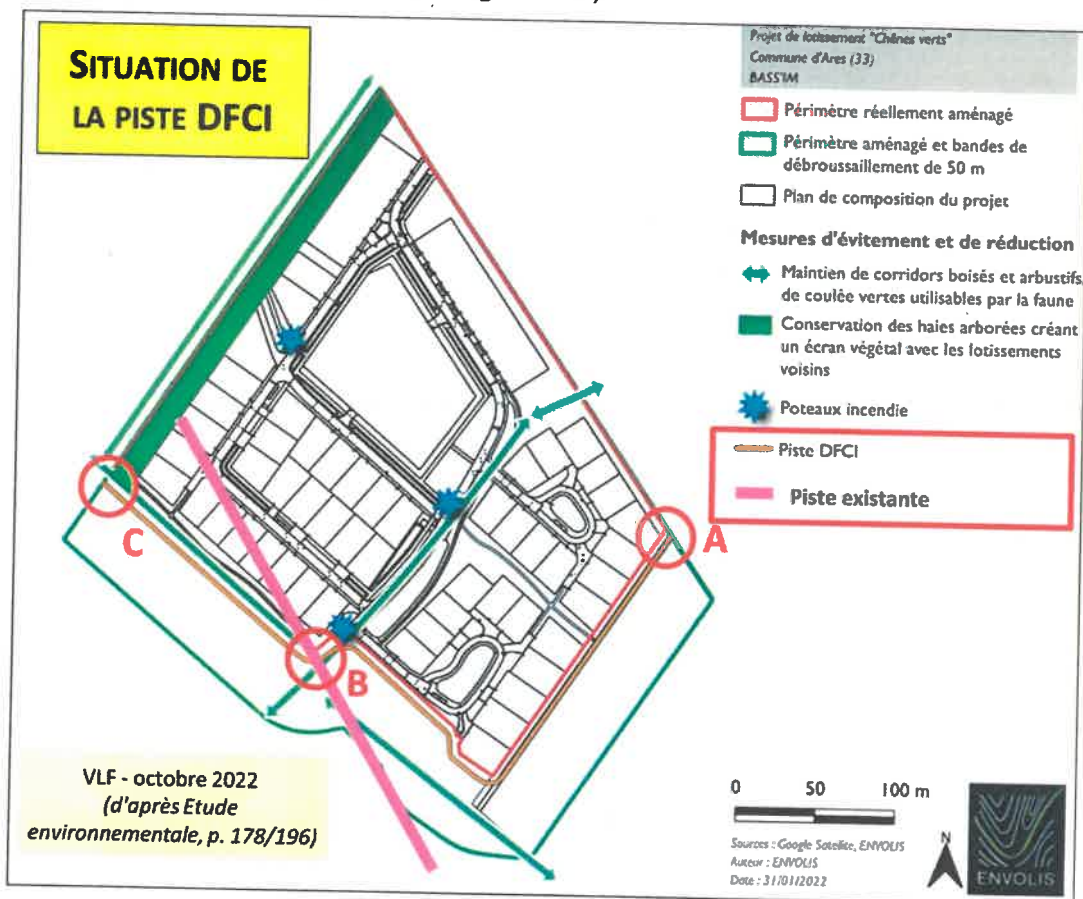 SITUATION DE
LA PISTE DFCI
Projet de lotissement "Chênes verts"
Commune d'Ares (33)
BASS'IM
Périmètre réellement aménagé
Périmètre aménagé et bandes de
débroussaillement de 50 m
Plan de composition du projet
Mesures d'évitement et de réduction
Maintien de corridors boisés et arbustifs,
de coulée vertes utilisables par la faune
Conservation des haies arborées créant
un écran végétal avec les lotissements
voisins
Poteaux incendie
Piste DFCI
Piste existante
A
C
B
VLF - octobre 2022
(d'après Etude
environnementale, p. 178/196)
0 50 100 m
Sources : Google Satellite, ENVOLIS
Auteur : ENVOLIS
Date : 31/01/2022
N
ENVOLIS